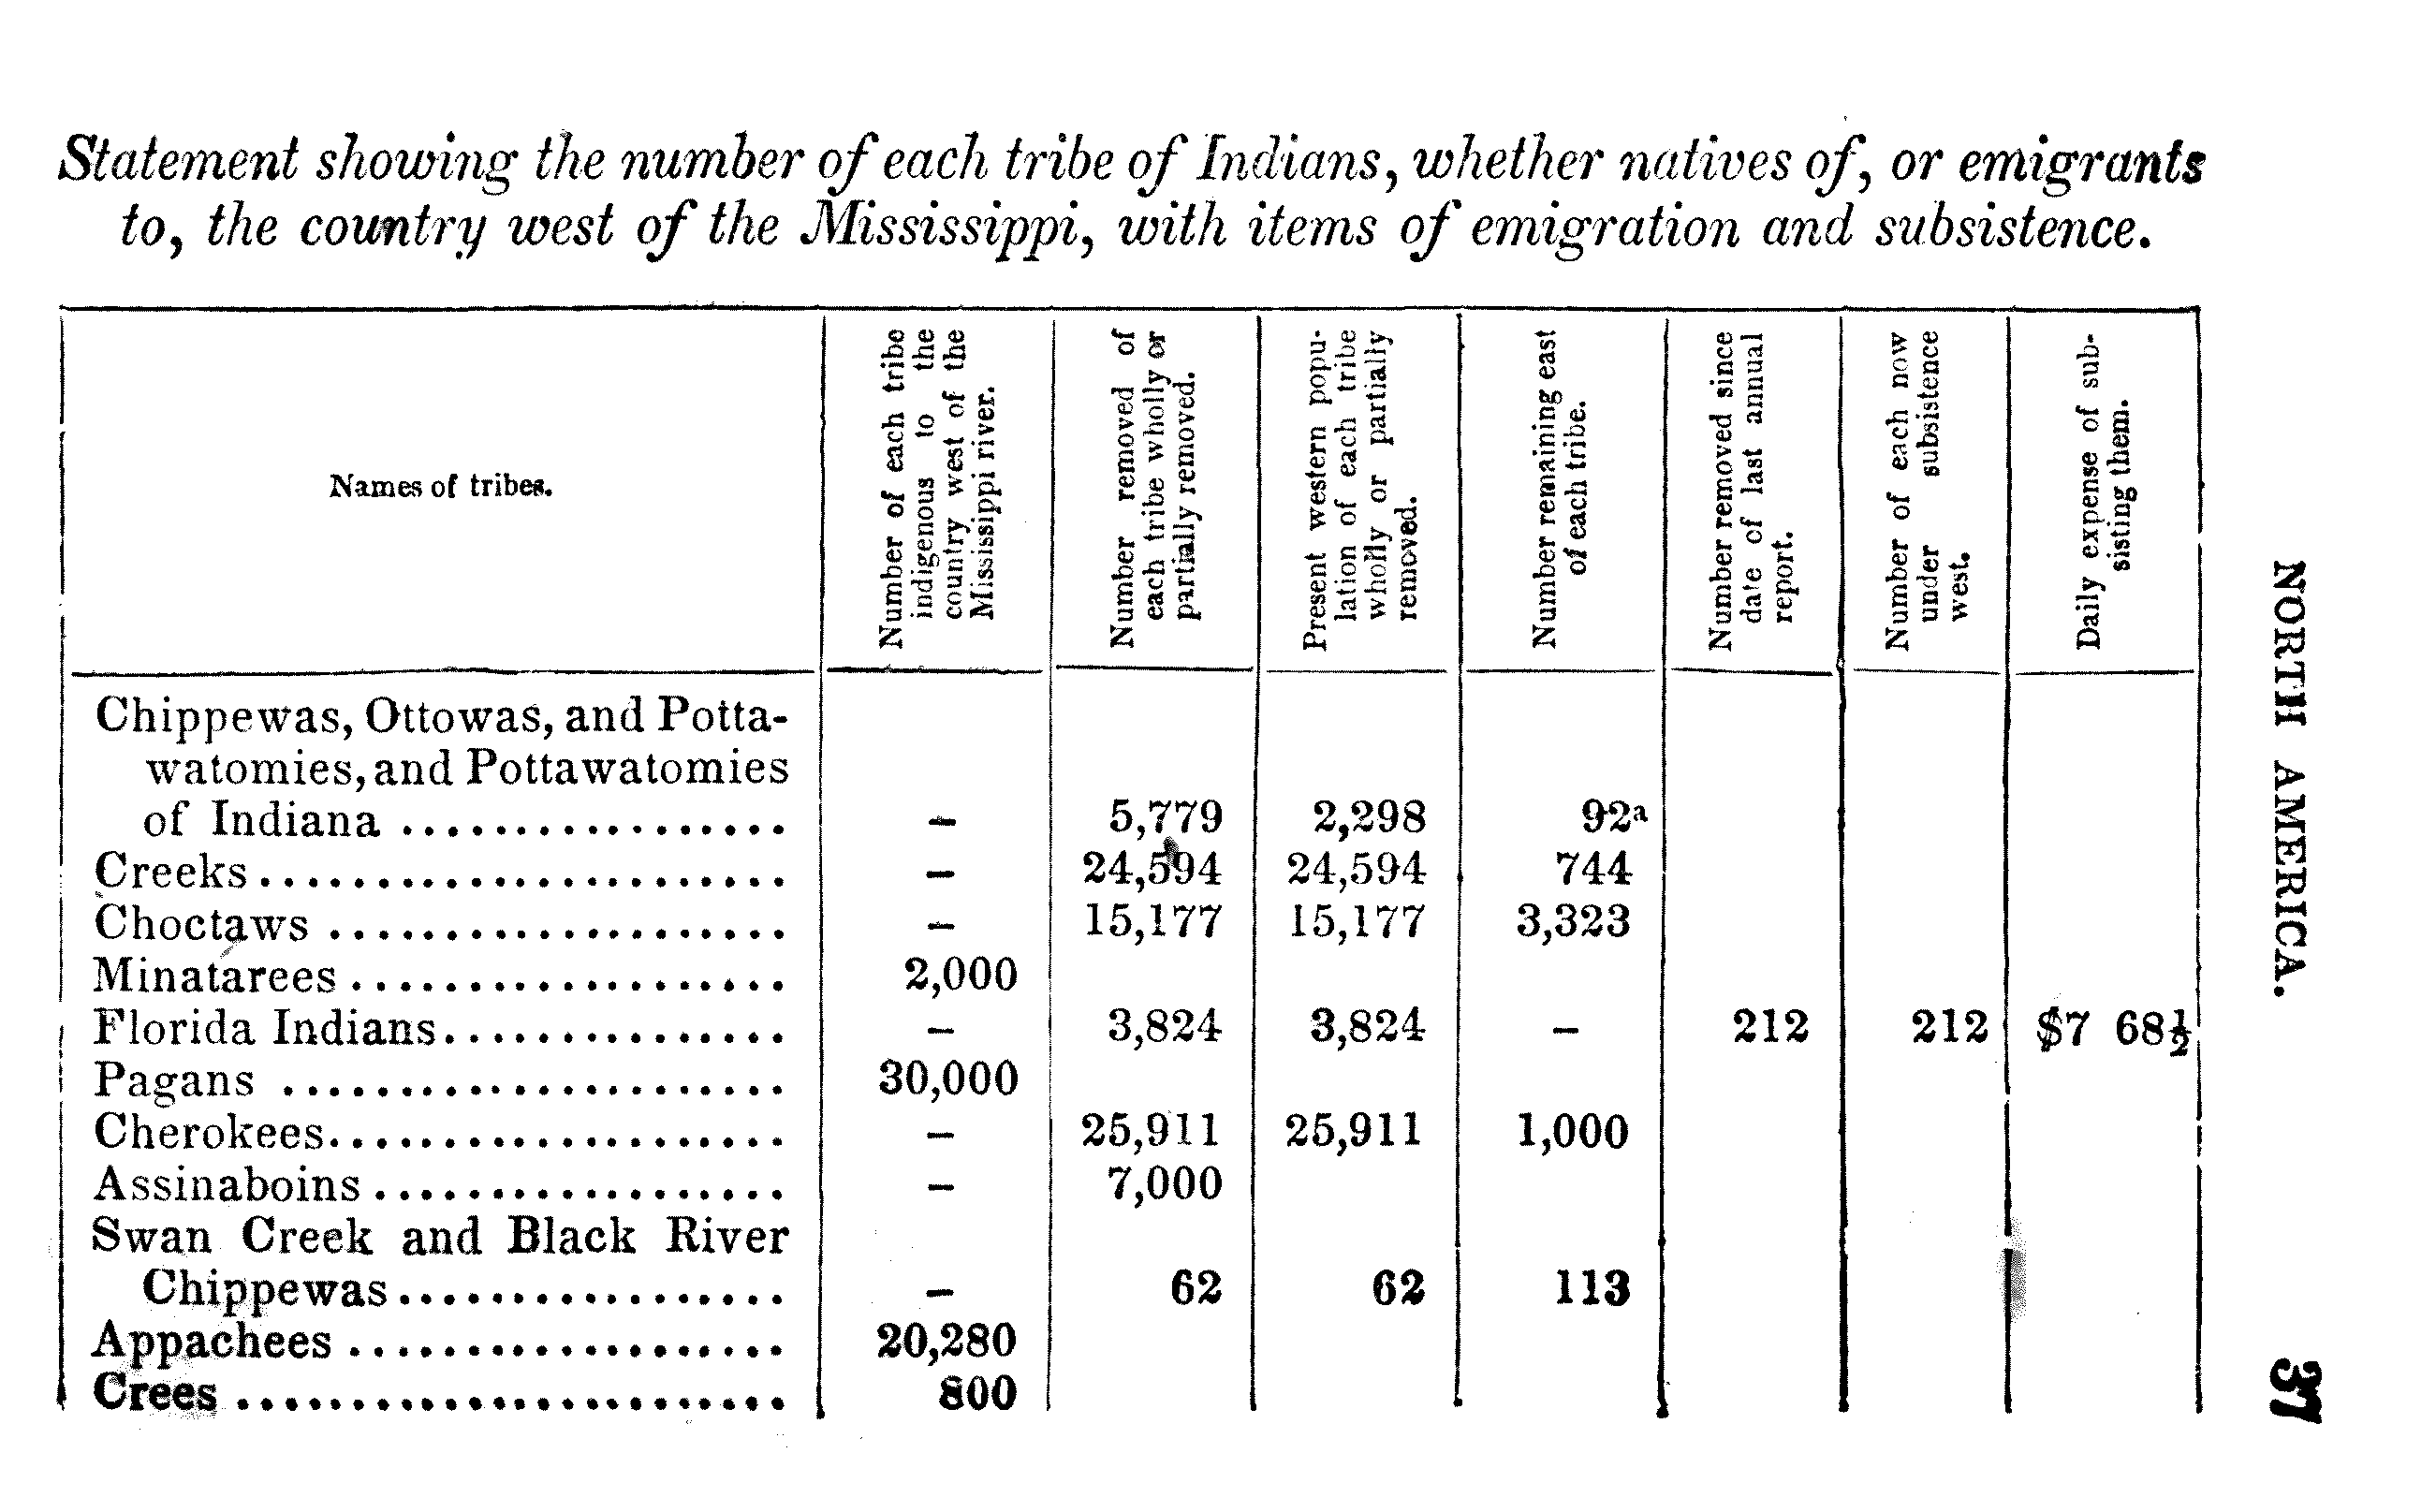 Statement showing the number of each tribe of Indians, whether natives of, or emigrants
to, the country west of the Mississippi, with items of emigration and subsistence.
Names of tribes.
Number of each tribe
indigenous to the
country west of the
Mississippi river.
Number removed of
each tribe wholly or
partially removed.
Present western popu-
lation of each tribe
wholly or partially
removed.
Number remaining east
of each tribe.
Number removed since
date of last annual
report.
Number of each now
under subsistence
west.
Daily expense of sub-
sisting them.
Chippewas, Ottowas, and Potta-
watomies, and Pottawatomies
of Indiana ................. – 5,779 2,298 92ª
Creeks....................... – 24,594 24,594 744
Choctaws .................... – 15,177 15,177 3,323
Minatarees ................... 2,000
Florida Indians............... – 3,824 3,824 – 212 212 $7 68½
Pagans ...................... 30,000
Cherokees.................... – 25,911 25,911 1,000
Assinaboins .................. – 7,000
Swan Creek and Black River
Chippewas................. – 62 62 113
Appachees ................... 20,280
Crees ........................ 800
NORTH AMERICA.
37